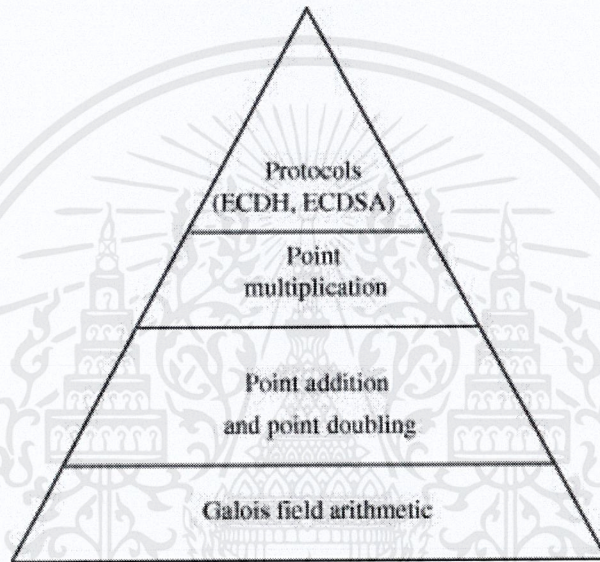 Protocols
(ECDH, ECDSA)
Point
multiplication
Point addition
and point doubling
Galois field arithmetic